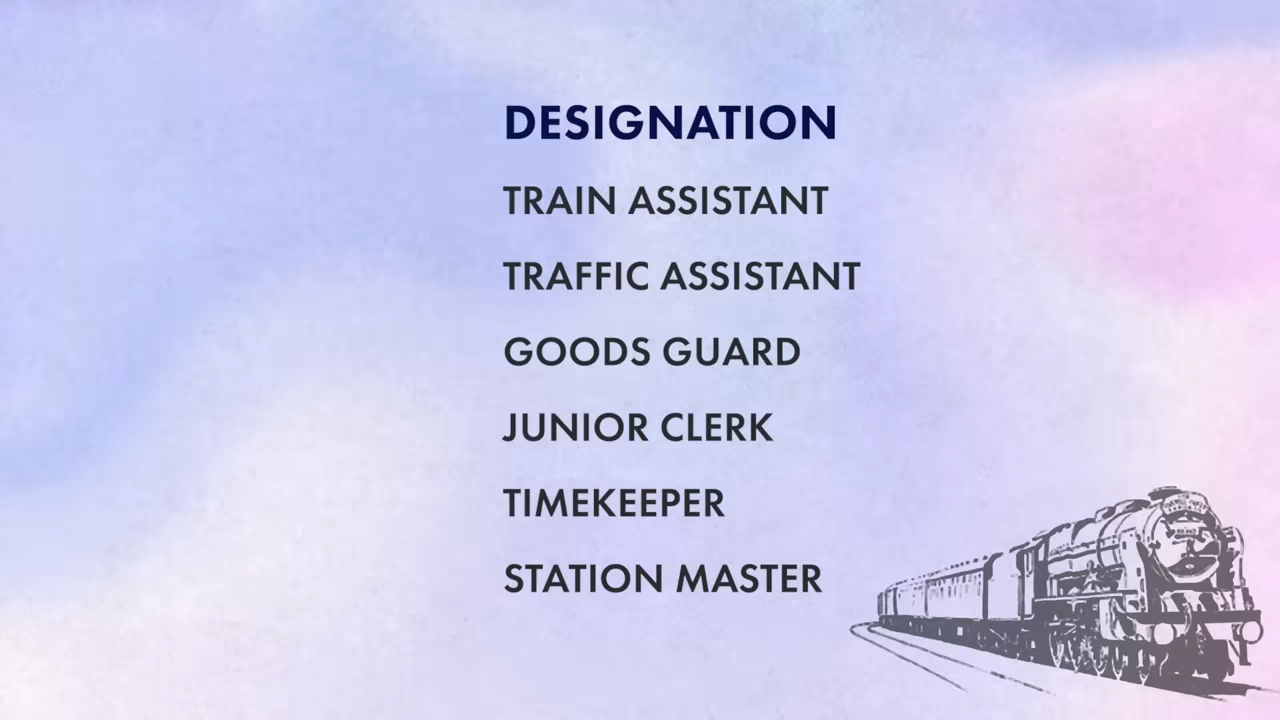 DESIGNATION
TRAIN ASSISTANT
TRAFFIC ASSISTANT
GOODS GUARD
JUNIOR CLERK
TIMEKEEPER
STATION MASTER